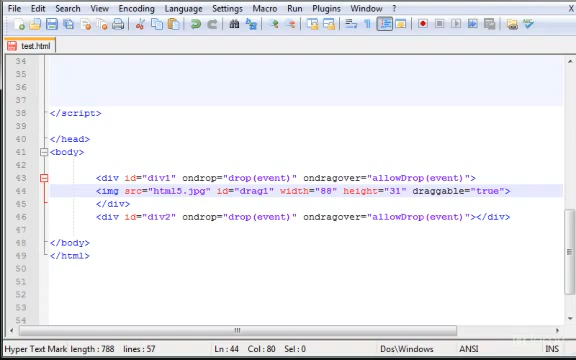 File Edit Search View Encoding Language Settings Macro Run Plugins Window ? X
test.html
34
35
36
37
38 </script>
39
40 </head>
41 <body>
42
43 <div id="div1" ondrop="drop(event)" ondragover="allowDrop(event)">
44 <img src="html5.jpg" id="drag1" width="88" height="31" draggable="true">
45 </div>
46 <div id="div2" ondrop="drop(event)" ondragover="allowDrop(event)"></div>
47
48 </body>
49 </html>
50
51
52
53
54
Hyper Text Mark length : 788 lines : 57 Ln : 44 Col : 80 Sel : 0 Dos\Windows ANSI INS